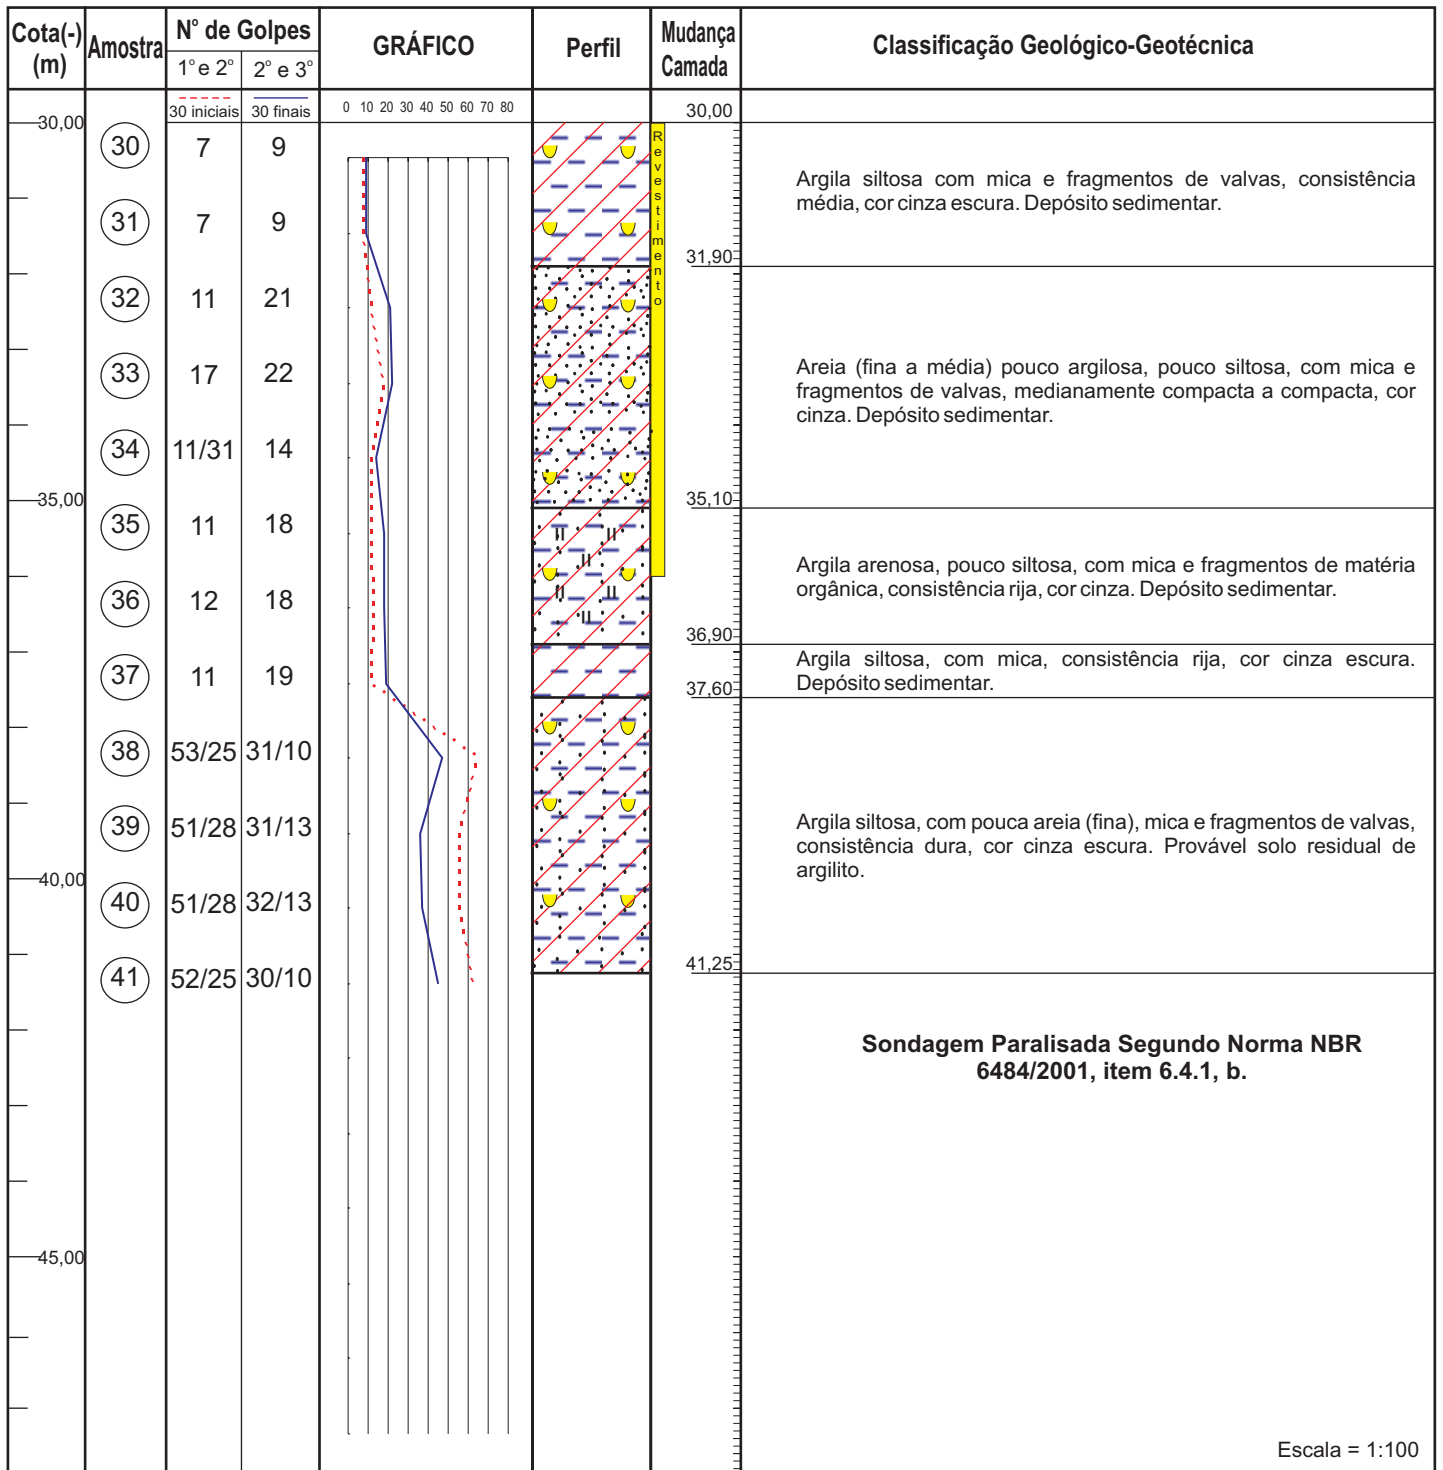 Cota(-) (m) Amostra N° de Golpes GRÁFICO Perfil Mudança Camada Classificação Geológico-Geotécnica
1° e 2° 2° e 3°
30 iniciais 30 finais 0 10 20 30 40 50 60 70 80 30,00
30,00
30 7 9
Revestimento
Argila siltosa com mica e fragmentos de valvas, consistência
média, cor cinza escura. Depósito sedimentar.
31 7 9
31,90
32 11 21
33 17 22
Areia (fina a média) pouco argilosa, pouco siltosa, com mica e
fragmentos de valvas, medianamente compacta a compacta, cor
cinza. Depósito sedimentar.
34 11/31 14
35,00 35,10
35 11 18
Argila arenosa, pouco siltosa, com mica e fragmentos de matéria
orgânica, consistência rija, cor cinza. Depósito sedimentar.
36 12 18
36,90
Argila siltosa, com mica, consistência rija, cor cinza escura.
Depósito sedimentar.
37 11 19
37,60
38 53/25 31/10
39 51/28 31/13
Argila siltosa, com pouca areia (fina), mica e fragmentos de valvas,
consistência dura, cor cinza escura. Provável solo residual de
argilito.
40,00
40 51/28 32/13
41,25
41 52/25 30/10
Sondagem Paralisada Segundo Norma NBR
6484/2001, item 6.4.1, b.
45,00
Escala = 1:100